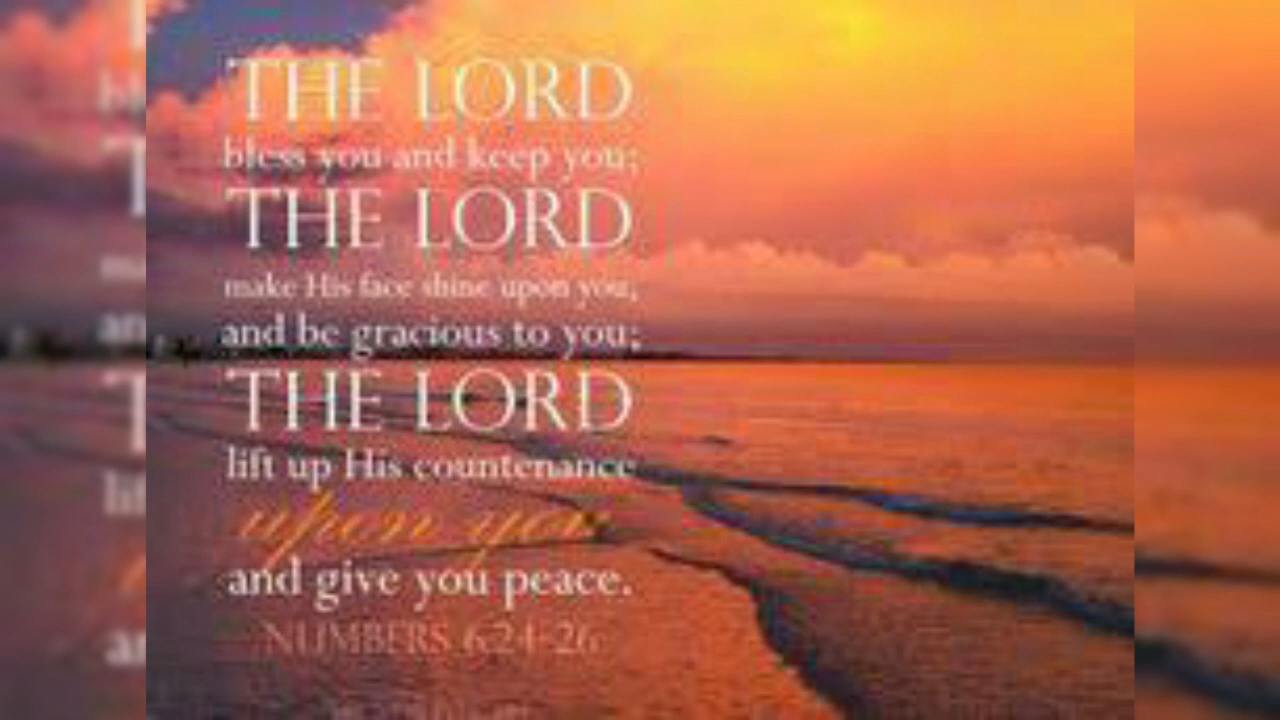 THE LORD
bless you and keep you;
THE LORD
make His face shine upon you,
and be gracious to you;
THE LORD
lift up His countenance
upon you
and give you peace.
NUMBERS 6:24-26